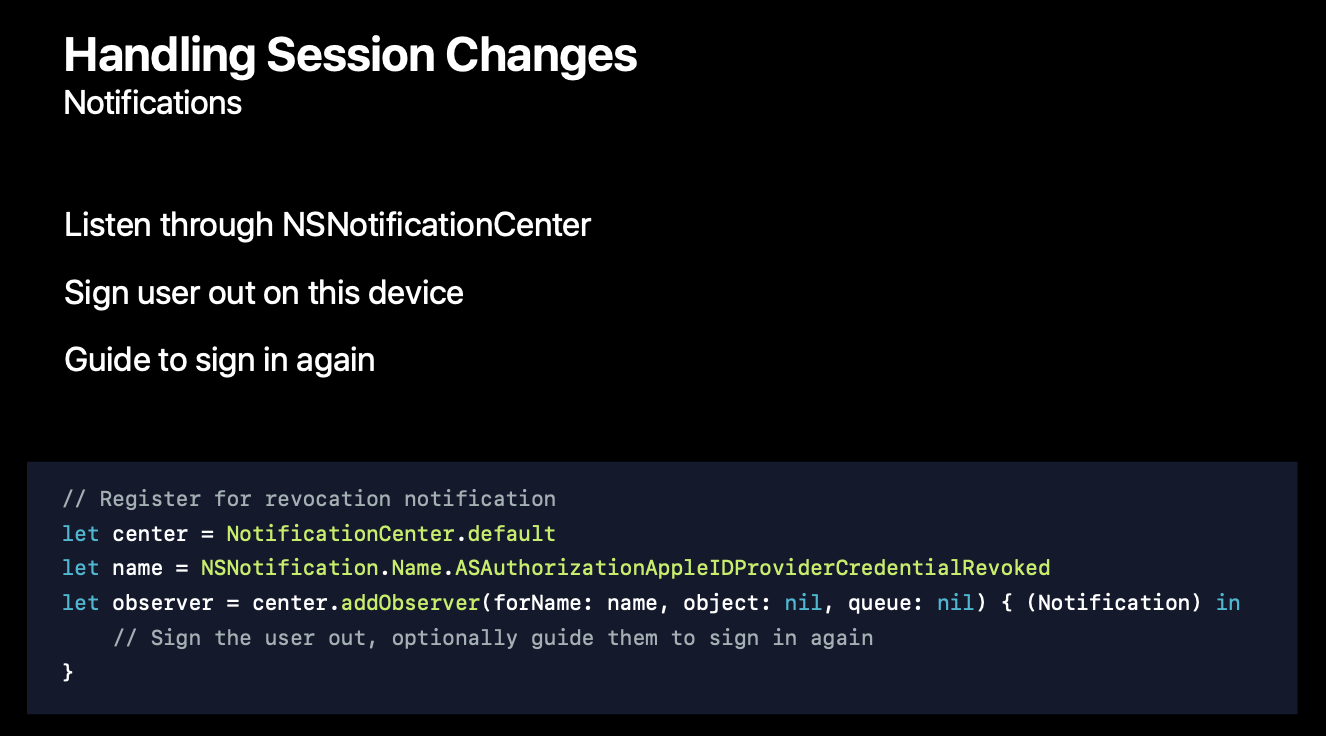 Handling Session Changes
Notifications
Listen through NSNotificationCenter
Sign user out on this device
Guide to sign in again
// Register for revocation notification
let center = NotificationCenter.default
let name = NSNotification.Name.ASAuthorizationAppleIDProviderCredentialRevoked
let observer = center.addObserver(forName: name, object: nil, queue: nil) { (Notification) in
    // Sign the user out, optionally guide them to sign in again
}